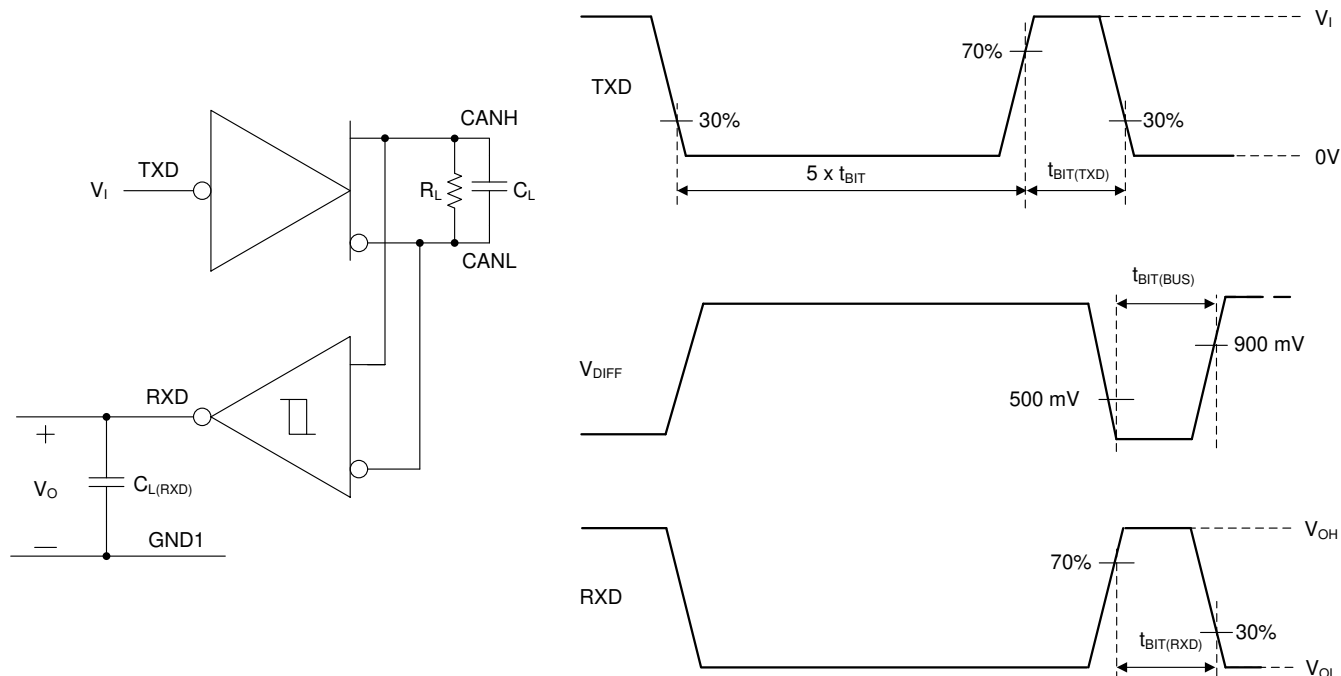 CANH
TXD
V_I
R_L
C_L
CANL
RXD
+
V_O
C_L(RXD)
—
GND1
V_I
70%
TXD
30%
30%
0V
5 x t_BIT
t_BIT(TXD)
t_BIT(BUS)
900 mV
V_DIFF
500 mV
V_OH
70%
RXD
30%
t_BIT(RXD)
V_OL